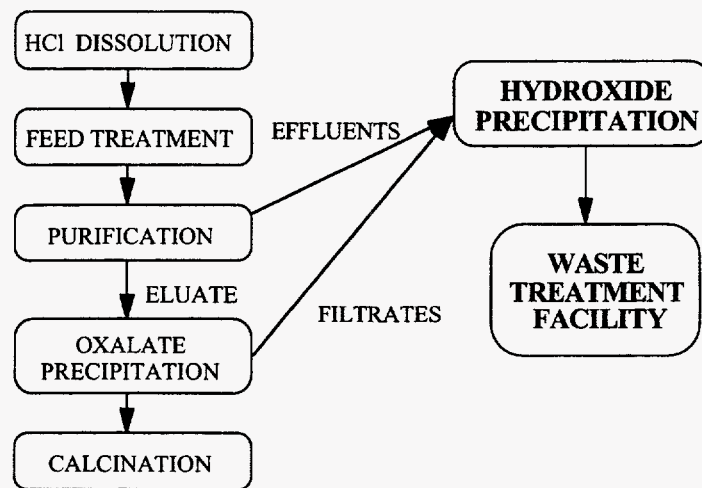 HCl DISSOLUTION
FEED TREATMENT
PURIFICATION
ELUATE
OXALATE
PRECIPITATION
CALCINATION
EFFLUENTS
FILTRATES
HYDROXIDE
PRECIPITATION
WASTE
TREATMENT
FACILITY